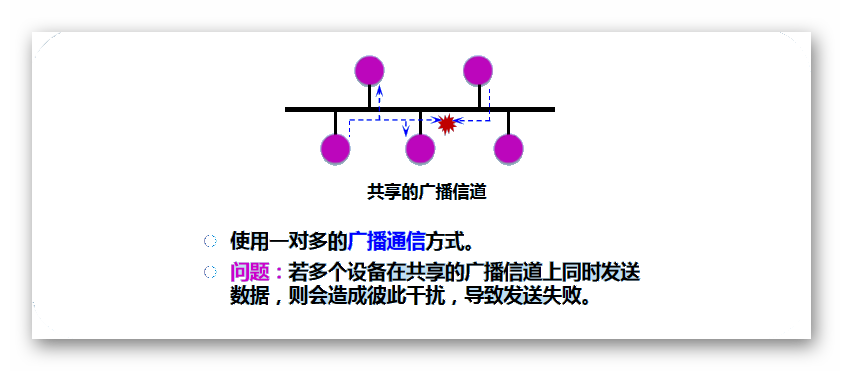 共享的广播信道
使用一对多的广播通信方式。
问题：若多个设备在共享的广播信道上同时发送
数据，则会造成彼此干扰，导致发送失败。